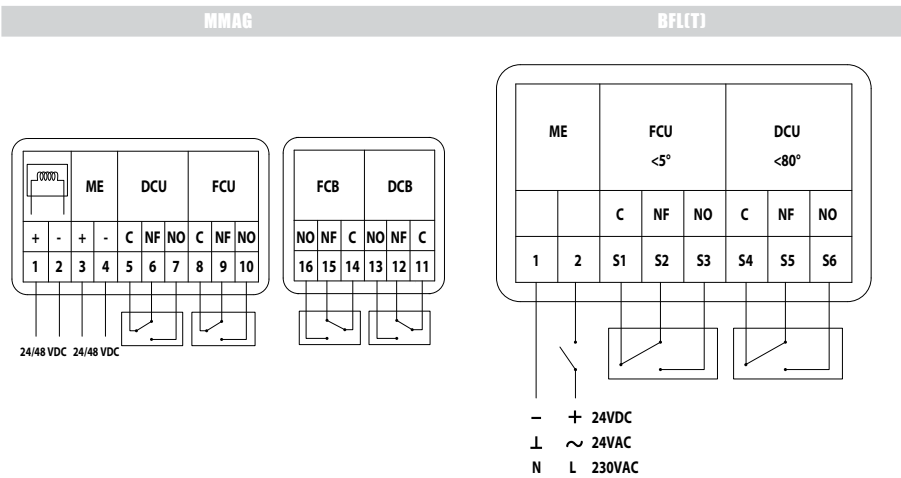 MMAG BFL(T)
ME DCU FCU
+ - + - C NF NO C NF NO
1 2 3 4 5 6 7 8 9 10
24/48 VDC 24/48 VDC
FCB DCB
NO NF C NO NF C
16 15 14 13 12 11
ME FCU DCU
<5° <80°
C NF NO C NF NO
1 2 S1 S2 S3 S4 S5 S6
− + 24VDC
⊥ ~ 24VAC
N L 230VAC